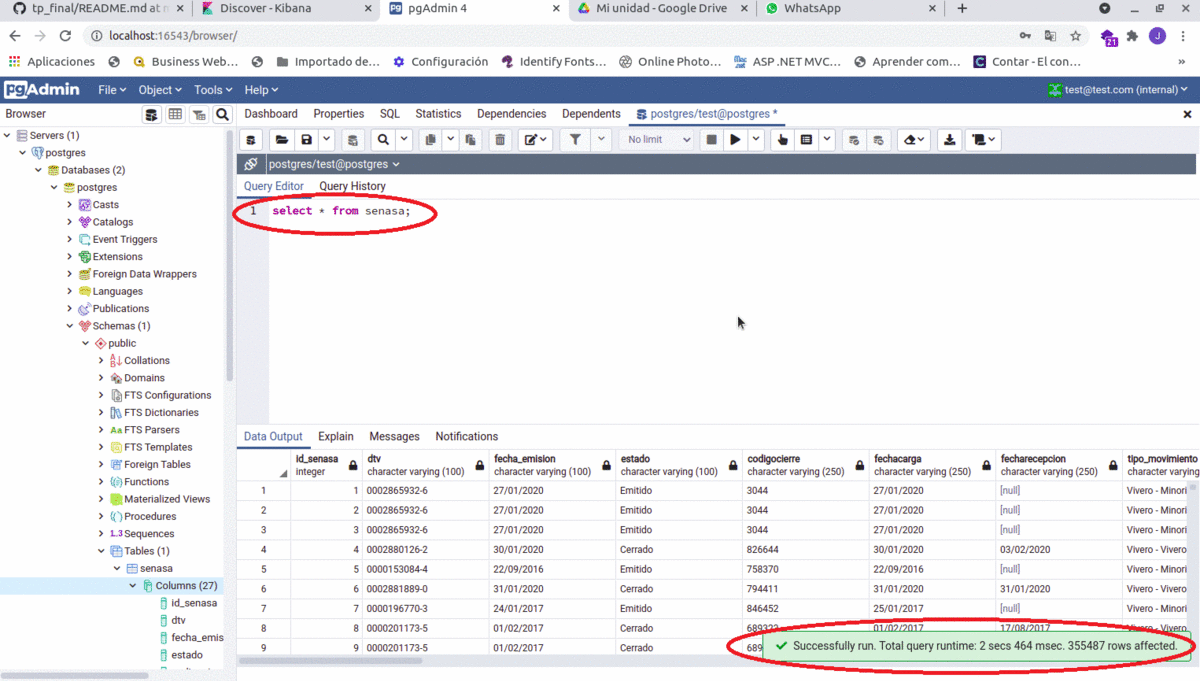 tp_final/README.md at m
Discover - Kibana
pgAdmin 4
Mi unidad - Google Drive
WhatsApp
localhost:16543/browser/
21
J
Aplicaciones
Business Web…
Importado de…
Configuración
Identify Fonts…
Online Photo…
ASP .NET MVC…
Aprender com…
Contar - El con…
»
pgAdmin
File
Object
Tools
Help
test@test.com (internal)
Browser
Dashboard
Properties
SQL
Statistics
Dependencies
Dependents
postgres/test@postgres *
No limit
postgres/test@postgres
Query Editor
Query History
1 select * from senasa;
Servers (1)
postgres
Databases (2)
postgres
Casts
Catalogs
Event Triggers
Extensions
Foreign Data Wrappers
Languages
Publications
Schemas (1)
public
Collations
Domains
FTS Configurations
FTS Dictionaries
FTS Parsers
FTS Templates
Foreign Tables
Functions
Materialized Views
Procedures
1..3 Sequences
Tables (1)
senasa
Columns (27)
id_senasa
dtv
fecha_emis
estado
Data Output
Explain
Messages
Notifications
id_senasa dtv fecha_emision estado codigocierre fechacarga fecharecepcion tipo_movimiento
integer character varying (100) character varying (100) character varying (100) character varying (250) character varying (250) character varying (250) character varying
1 1 0002865932-6 27/01/2020 Emitido 3044 27/01/2020 [null] Vivero - Minori
2 2 0002865932-6 27/01/2020 Emitido 3044 27/01/2020 [null] Vivero - Minori
3 3 0002865932-6 27/01/2020 Emitido 3044 27/01/2020 [null] Vivero - Minori
4 4 0002880126-2 30/01/2020 Cerrado 826644 30/01/2020 03/02/2020 Vivero - Vivero
5 5 0000153084-4 22/09/2016 Emitido 758370 22/09/2016 [null] Vivero - Minori
6 6 0002881889-0 31/01/2020 Cerrado 794411 31/01/2020 31/01/2020 Vivero - Vivero
7 7 0000196770-3 24/01/2017 Emitido 846452 25/01/2017 [null] Vivero - Minori
8 8 0000201173-5 01/02/2017 Cerrado 689322 01/02/2017 17/08/2017 Vivero - Vivero
9 9 0000201173-5 01/02/2017 Cerrado 689
Successfully run. Total query runtime: 2 secs 464 msec. 355487 rows affected.